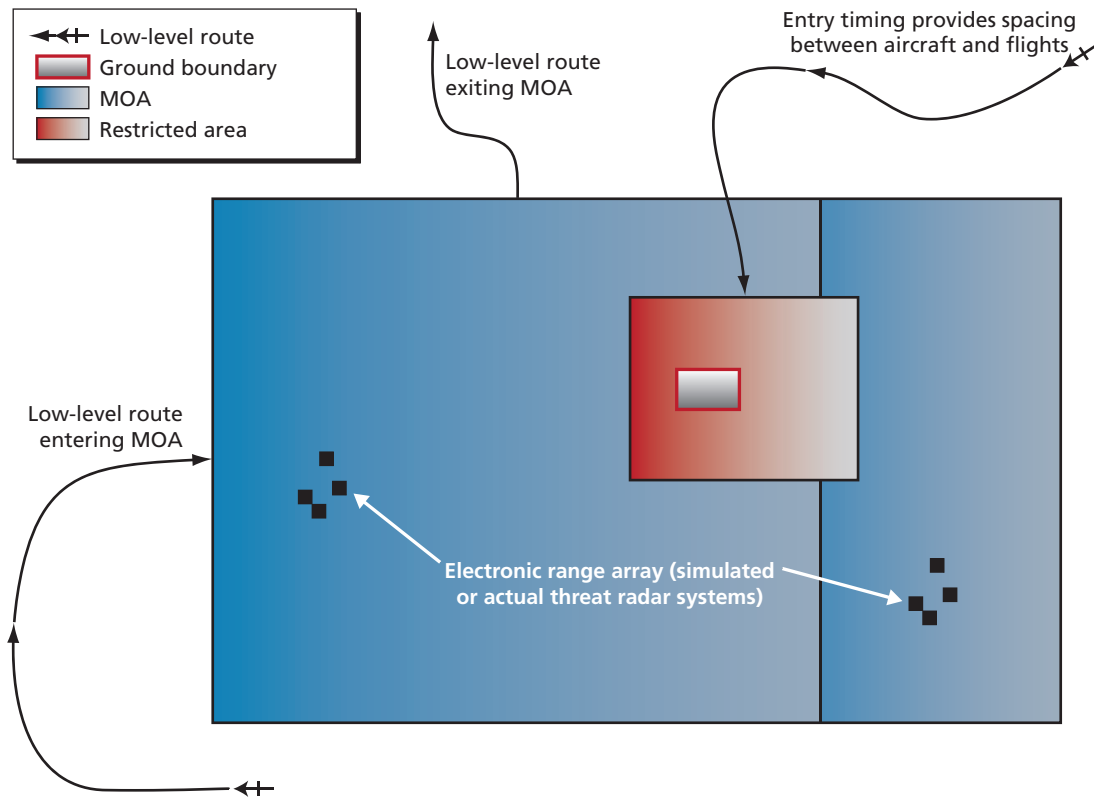 Low-level route
Ground boundary
MOA
Restricted area
Low-level route
exiting MOA
Entry timing provides spacing
between aircraft and flights
Low-level route
entering MOA
Electronic range array (simulated
or actual threat radar systems)